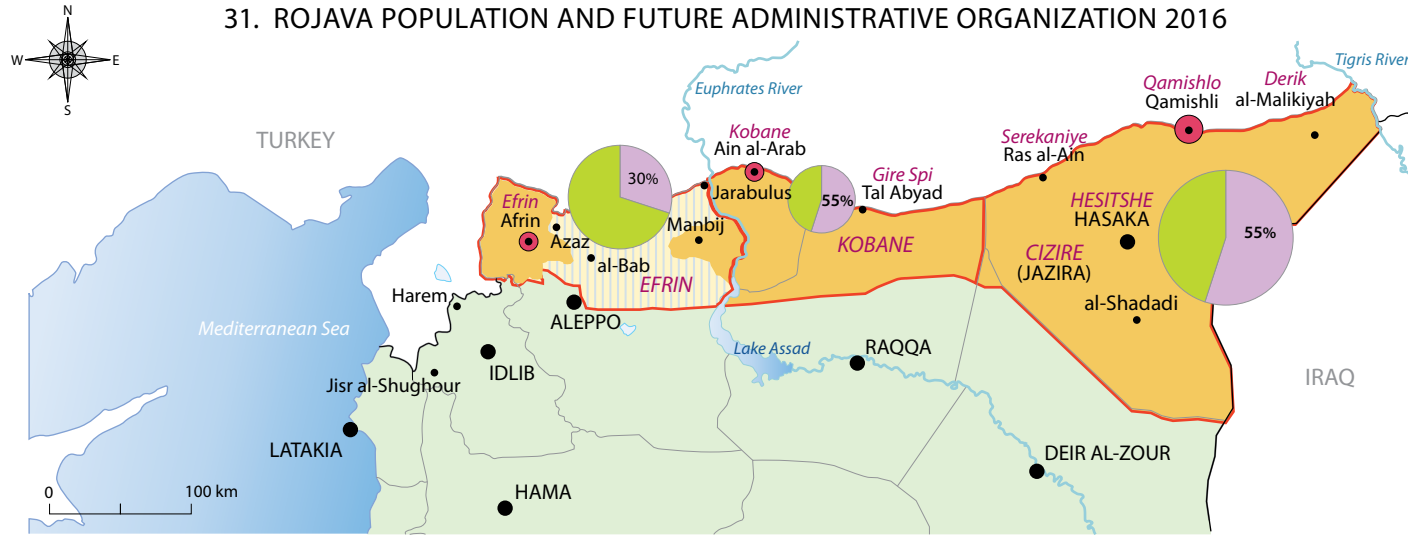 31. ROJAVA POPULATION AND FUTURE ADMINISTRATIVE ORGANIZATION 2016
N
W
E
S
TURKEY
Euphrates River
Tigris River
Kobane
Ain al-Arab
Qamishlo
Qamishli
Derik
al-Malikiyah
Serekaniye
Ras al-Ain
Gire Spi
Tal Abyad
Efrin
Afrin
30%
Jarabulus
55%
Azaz
Manbij
al-Bab
EFRIN
KOBANE
HESITSHE
HASAKA
55%
CIZIRE
(JAZIRA)
al-Shadadi
Harem
ALEPPO
Mediterranean Sea
Lake Assad
RAQQA
IDLIB
Jisr al-Shughour
IRAQ
LATAKIA
DEIR AL-ZOUR
HAMA
0
100 km